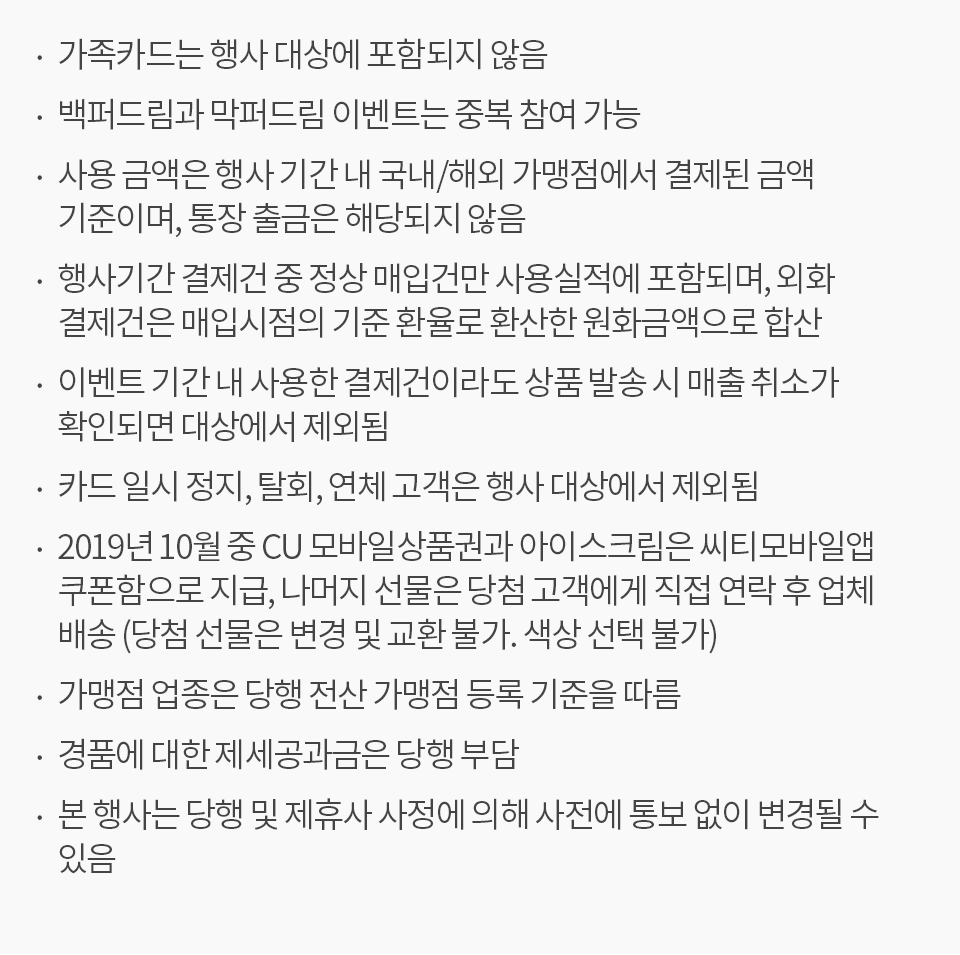 · 가족카드는 행사 대상에 포함되지 않음
· 백퍼드림과 막퍼드림 이벤트는 중복 참여 가능
· 사용 금액은 행사 기간 내 국내/해외 가맹점에서 결제된 금액
기준이며, 통장 출금은 해당되지 않음
· 행사기간 결제건 중 정상 매입건만 사용실적에 포함되며, 외화
결제건은 매입시점의 기준 환율로 환산한 원화금액으로 합산
· 이벤트 기간 내 사용한 결제건이라도 상품 발송 시 매출 취소가
확인되면 대상에서 제외됨
· 카드 일시 정지, 탈회, 연체 고객은 행사 대상에서 제외됨
· 2019년 10월 중 CU 모바일상품권과 아이스크림은 씨티모바일앱
쿠폰함으로 지급, 나머지 선물은 당첨 고객에게 직접 연락 후 업체
배송 (당첨 선물은 변경 및 교환 불가. 색상 선택 불가)
· 가맹점 업종은 당행 전산 가맹점 등록 기준을 따름
· 경품에 대한 제세공과금은 당행 부담
· 본 행사는 당행 및 제휴사 사정에 의해 사전에 통보 없이 변경될 수
있음